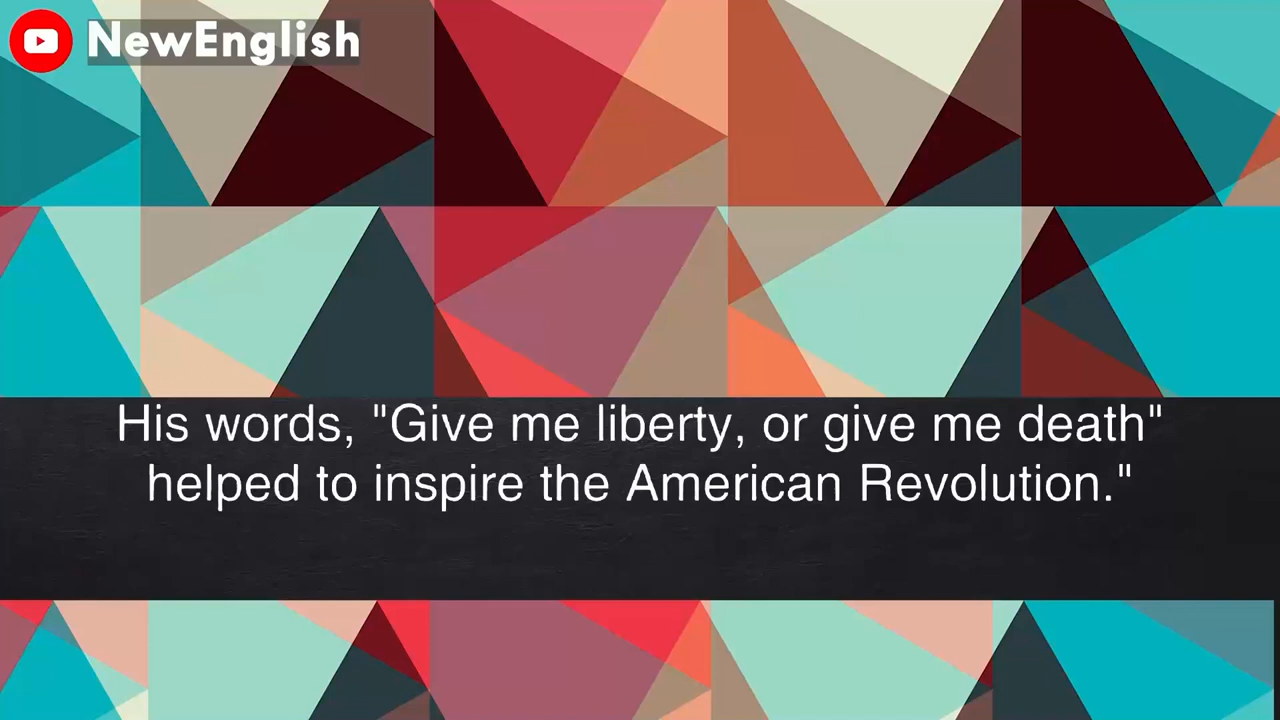 NewEnglish
His words, "Give me liberty, or give me death"
helped to inspire the American Revolution."